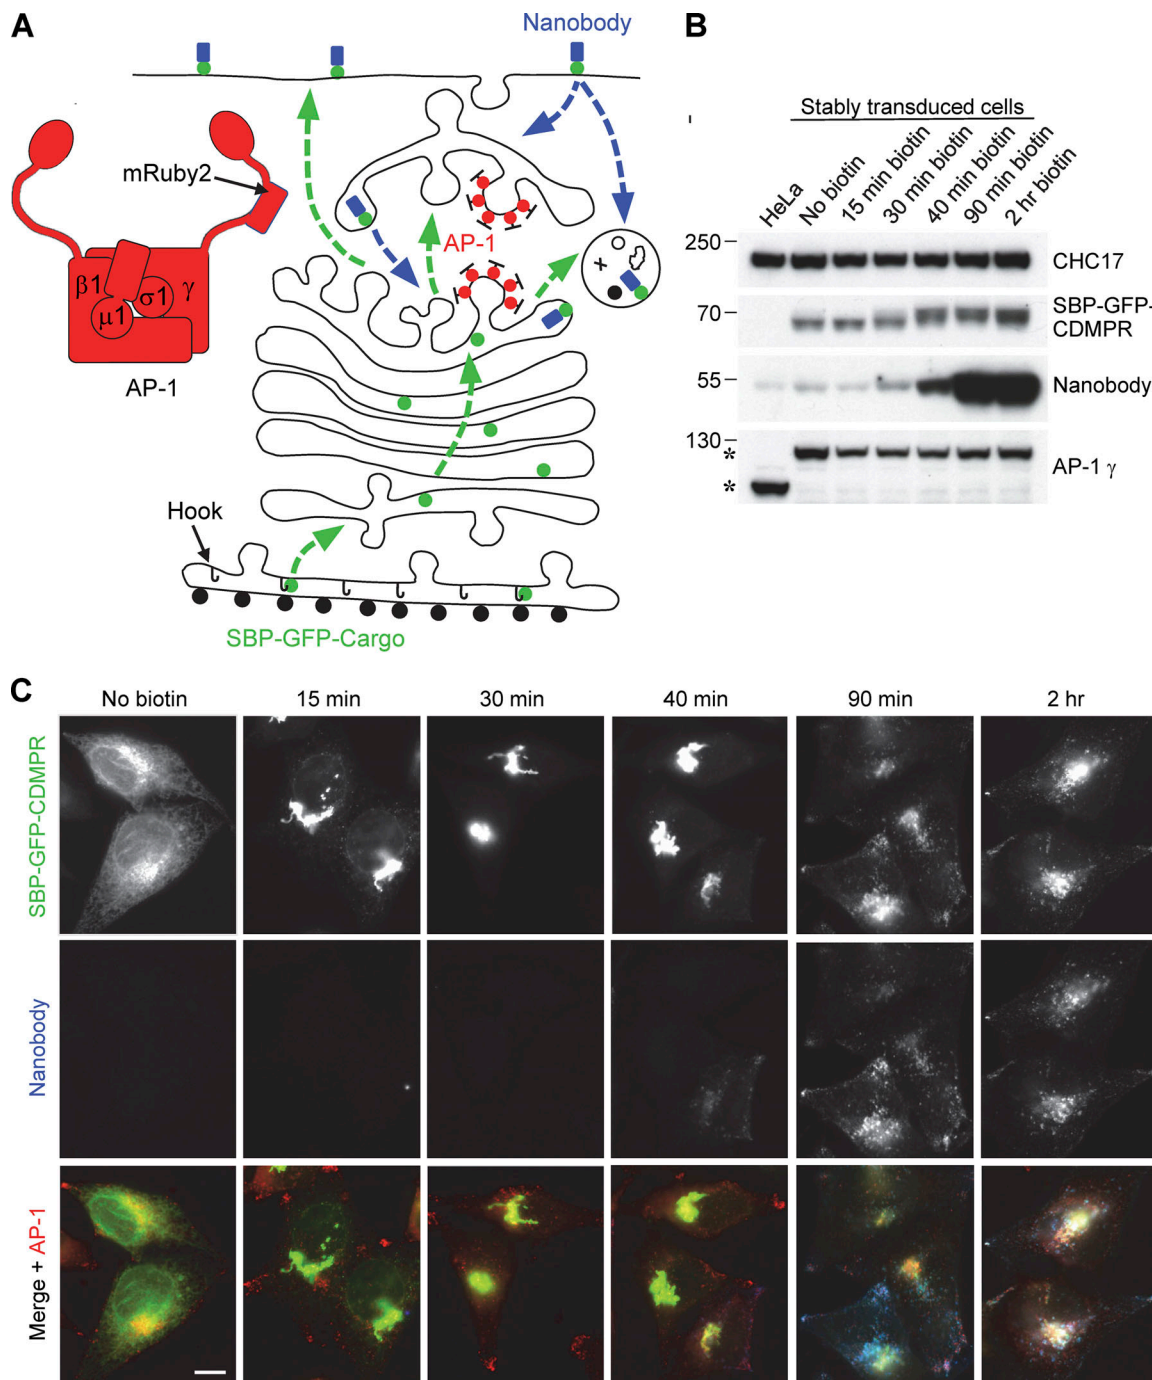 A
Nanobody
mRuby2
AP-1
β1
μ1
σ1
γ
AP-1
Hook
SBP-GFP-Cargo
B
Stably transduced cells
HeLa
No biotin
15 min biotin
30 min biotin
40 min biotin
90 min biotin
2 hr biotin
250
CHC17
70
SBP-GFP-
CDMPR
55
Nanobody
130
*
*
AP-1 γ
C
No biotin
15 min
30 min
40 min
90 min
2 hr
SBP-GFP-CDMPR
Nanobody
Merge + AP-1